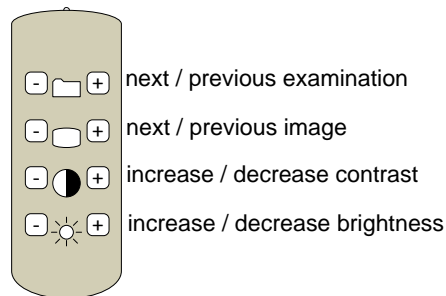 - + next / previous examination
- + next / previous image
- + increase / decrease contrast
- + increase / decrease brightness